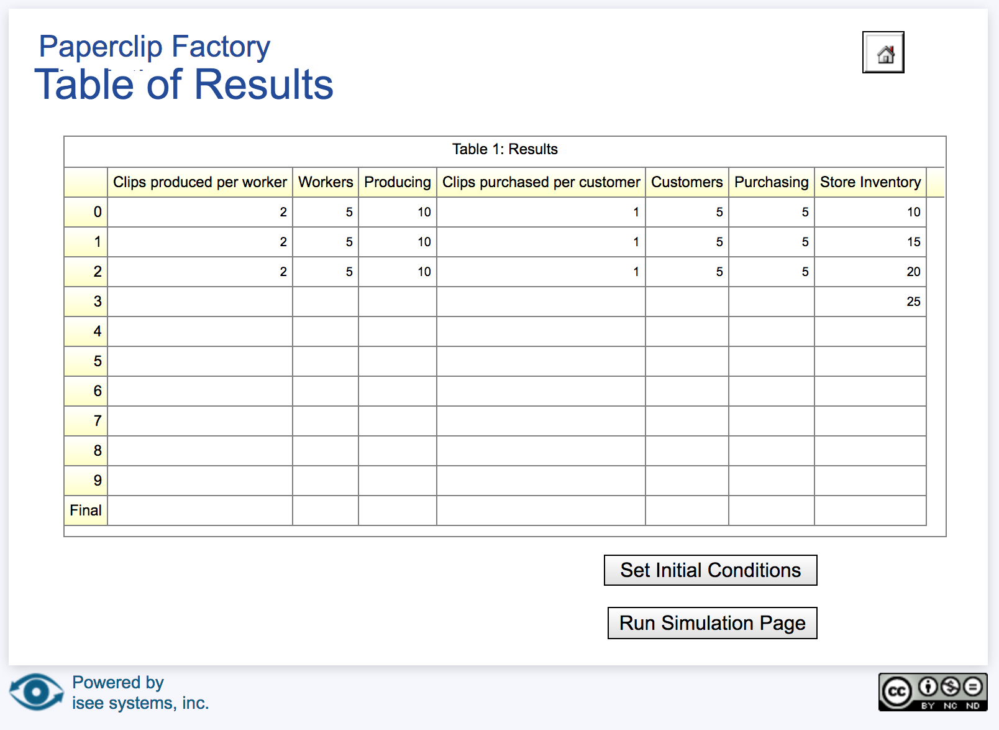 Paperclip Factory
Table of Results
Table 1: Results
Clips produced per worker Workers Producing Clips purchased per customer Customers Purchasing Store Inventory
0 2 5 10 1 5 5 10
1 2 5 10 1 5 5 15
2 2 5 10 1 5 5 20
3 25
4
5
6
7
8
9
Final
Set Initial Conditions
Run Simulation Page
Powered by
isee systems, inc.
cc
BY NC ND